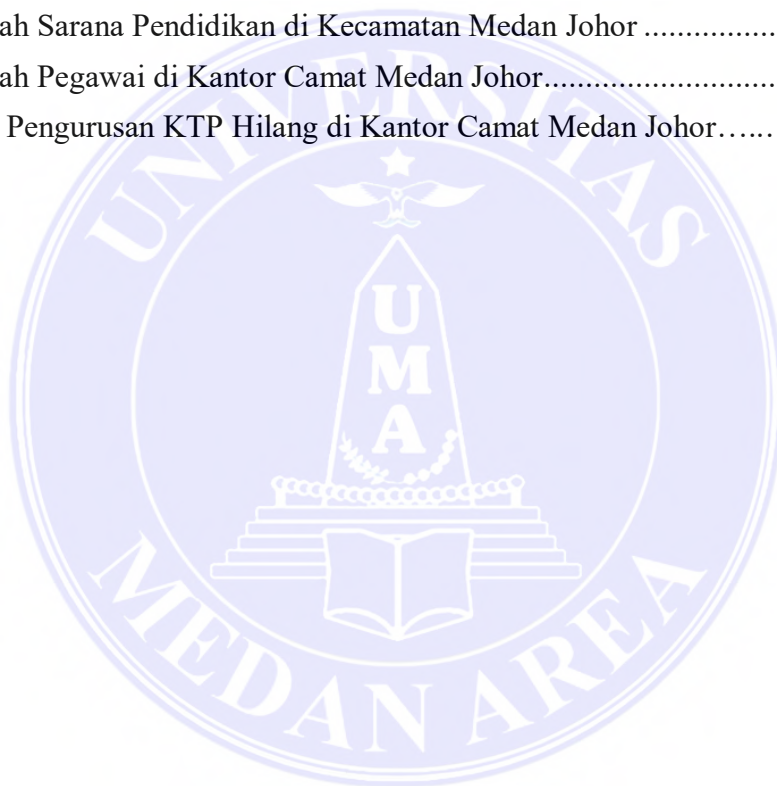 ah Sarana Pendidikan di Kecamatan Medan Johor ................
ah Pegawai di Kantor Camat Medan Johor............................
Pengurusan KTP Hilang di Kantor Camat Medan Johor…...
UNIVERSITAS
U
M
A
MEDAN AREA